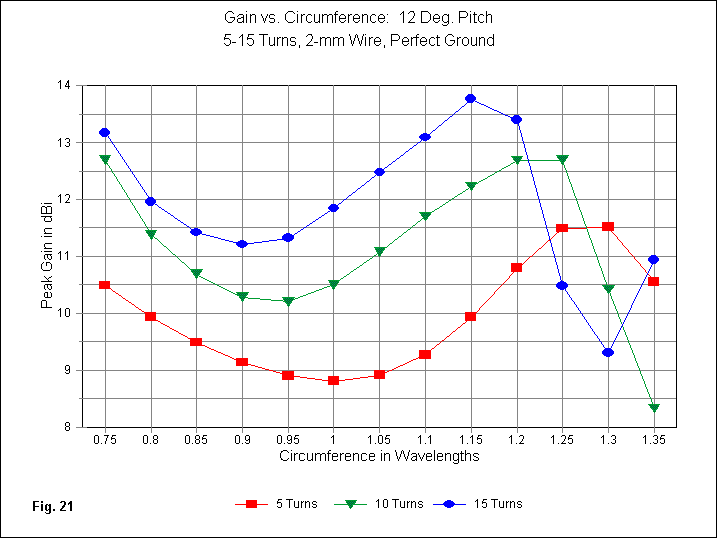 Gain vs. Circumference:  12 Deg. Pitch
5-15 Turns, 2-mm Wire, Perfect Ground
Peak Gain in dBi
14
13
12
11
10
9
8
0.75 0.8 0.85 0.9 0.95 1 1.05 1.1 1.15 1.2 1.25 1.3 1.35
Circumference in Wavelengths
Fig. 21
5 Turns 10 Turns 15 Turns